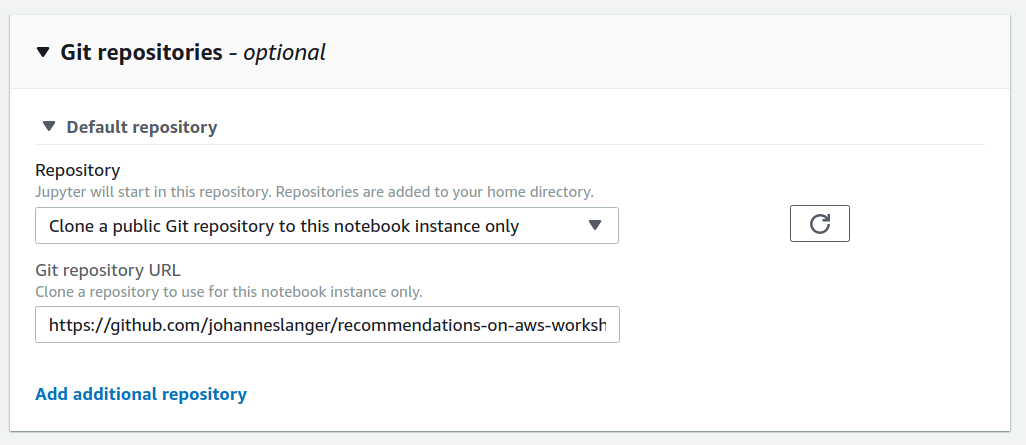 Git repositories - optional
Default repository
Repository
Jupyter will start in this repository. Repositories are added to your home directory.
Clone a public Git repository to this notebook instance only
Git repository URL
Clone a repository to use for this notebook instance only.
https://github.com/johanneslanger/recommendations-on-aws-worksh
Add additional repository